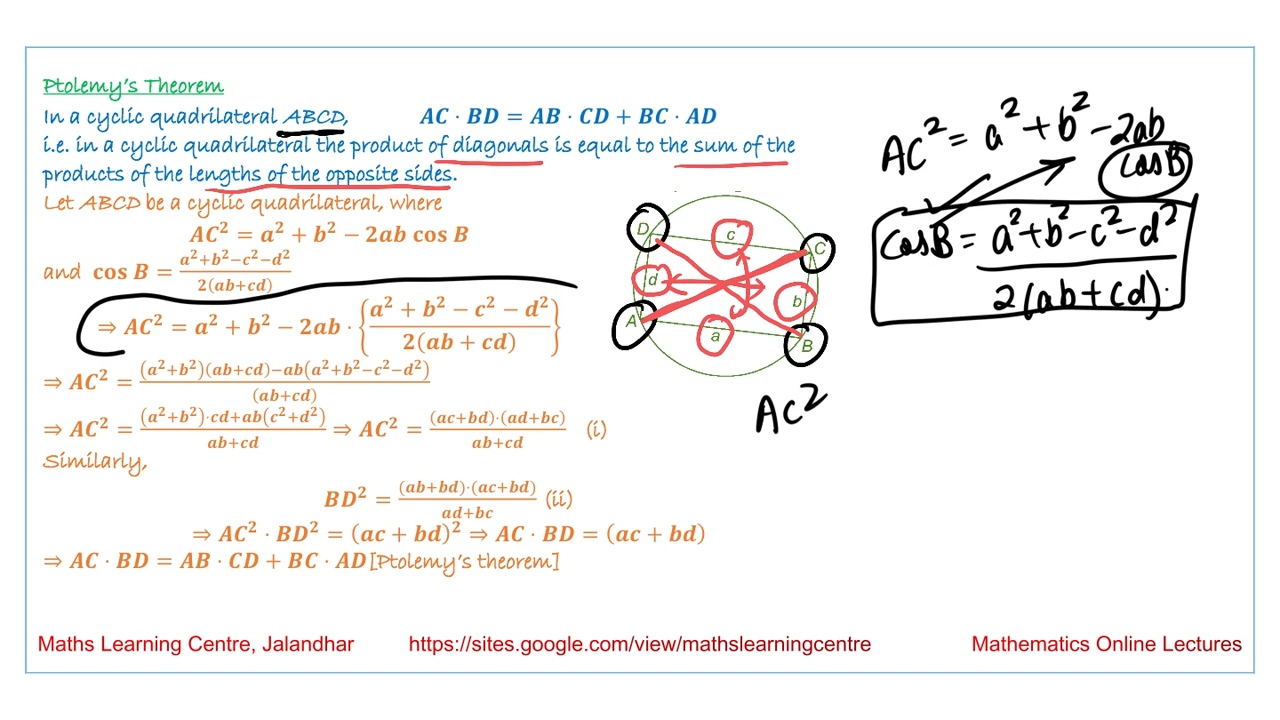 Ptolemy's Theorem
In a cyclic quadrilateral ABCD, AC · BD = AB · CD + BC · AD
i.e. in a cyclic quadrilateral the product of diagonals is equal to the sum of the
products of the lengths of the opposite sides.
Let ABCD be a cyclic quadrilateral, where
AC² = a² + b² − 2ab cos B
and cos B = (a²+b²−c²−d²)/(2(ab+cd))
⇒ AC² = a² + b² − 2ab · {(a² + b² − c² − d²)/(2(ab + cd))}
⇒ AC² = ((a²+b²)(ab+cd)−ab(a²+b²−c²−d²))/((ab+cd))
⇒ AC² = ((a²+b²)·cd+ab(c²+d²))/(ab+cd) ⇒ AC² = ((ac+bd)·(ad+bc))/(ab+cd) (i)
Similarly,
BD² = ((ab+bd)·(ac+bd))/(ad+bc) (ii)
⇒ AC² · BD² = (ac + bd)² ⇒ AC · BD = (ac + bd)
⇒ AC · BD = AB · CD + BC · AD [Ptolemy's theorem]
D
c
C
d
b
A
a
B
AC²
AC² = a² + b² − 2ab
cosB
cosB = (a²+b²−c²−d²)/(2(ab+cd)).
Maths Learning Centre, Jalandhar https://sites.google.com/view/mathslearningcentre Mathematics Online Lectures